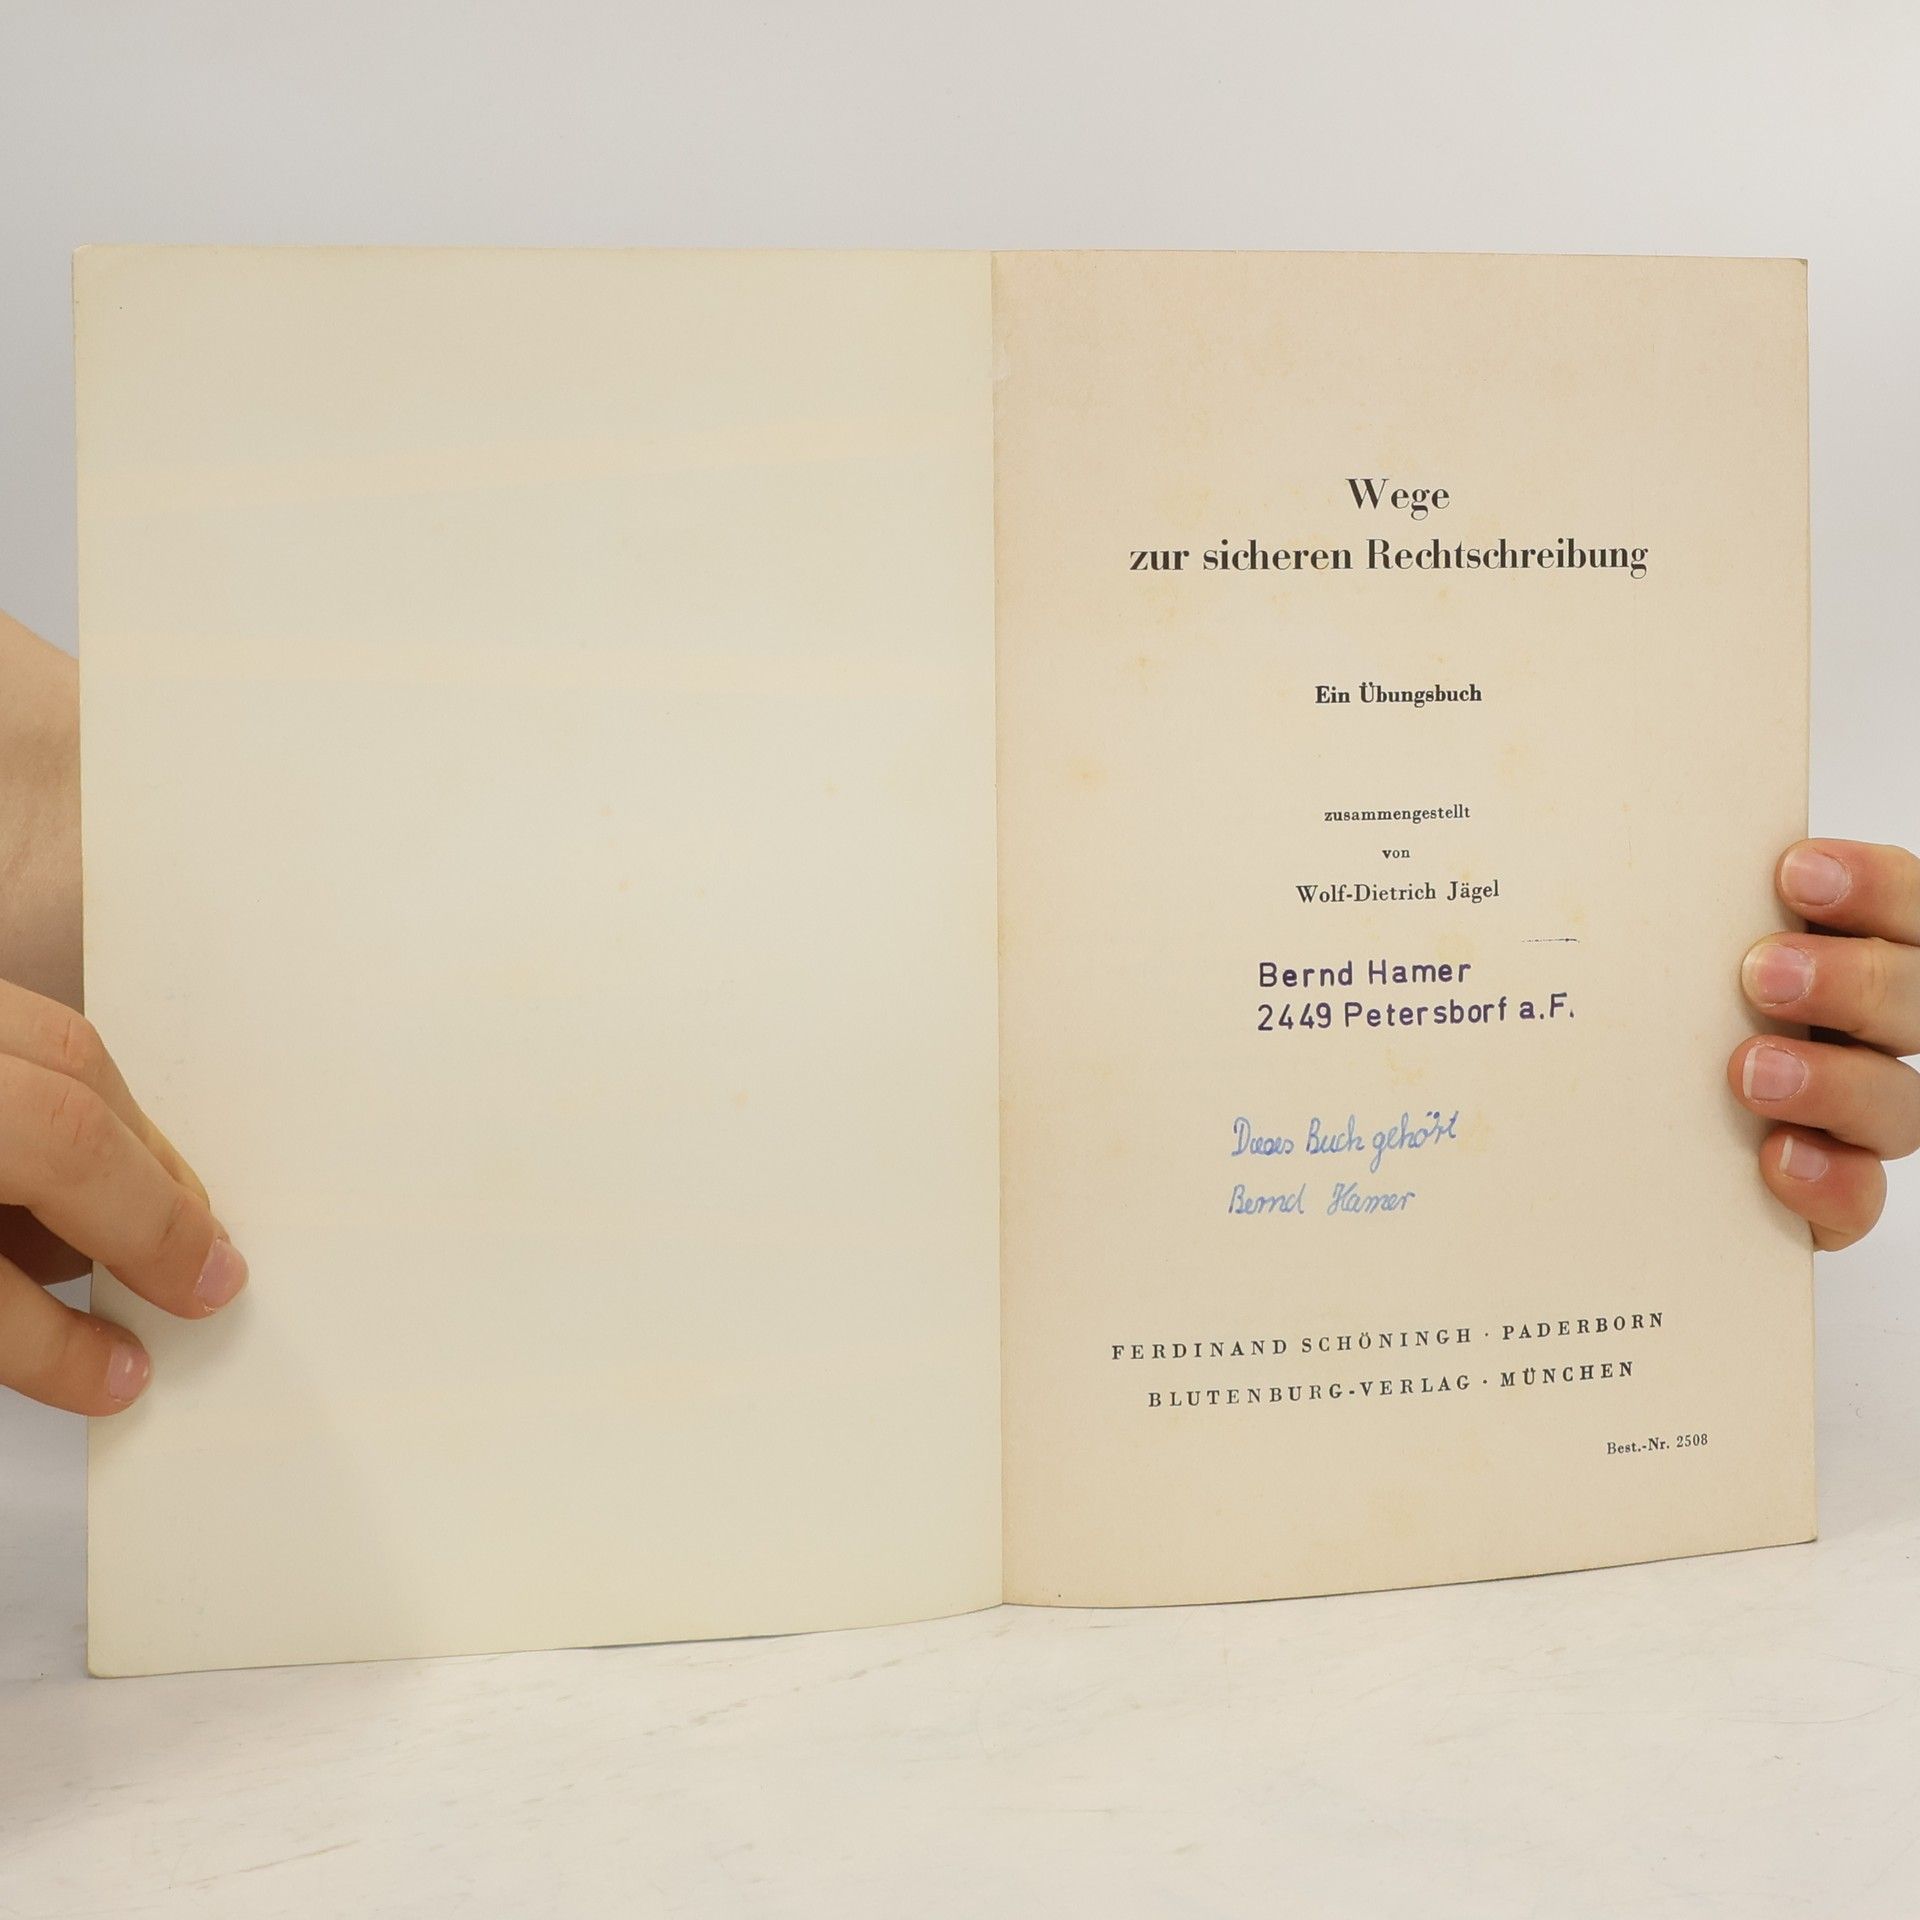 Wege
zur sicheren Rechtschreibung
Ein Übungsbuch
zusammengestellt
von
Wolf-Dietrich Jägel
Bernd Hamer
2449 Petersborf a.F.
Dieses Buch gehört
Bernd Hamer
FERDINAND SCHÖNINGH · PADERBORN
BLUTENBURG-VERLAG · MÜNCHEN
Best.-Nr. 2508